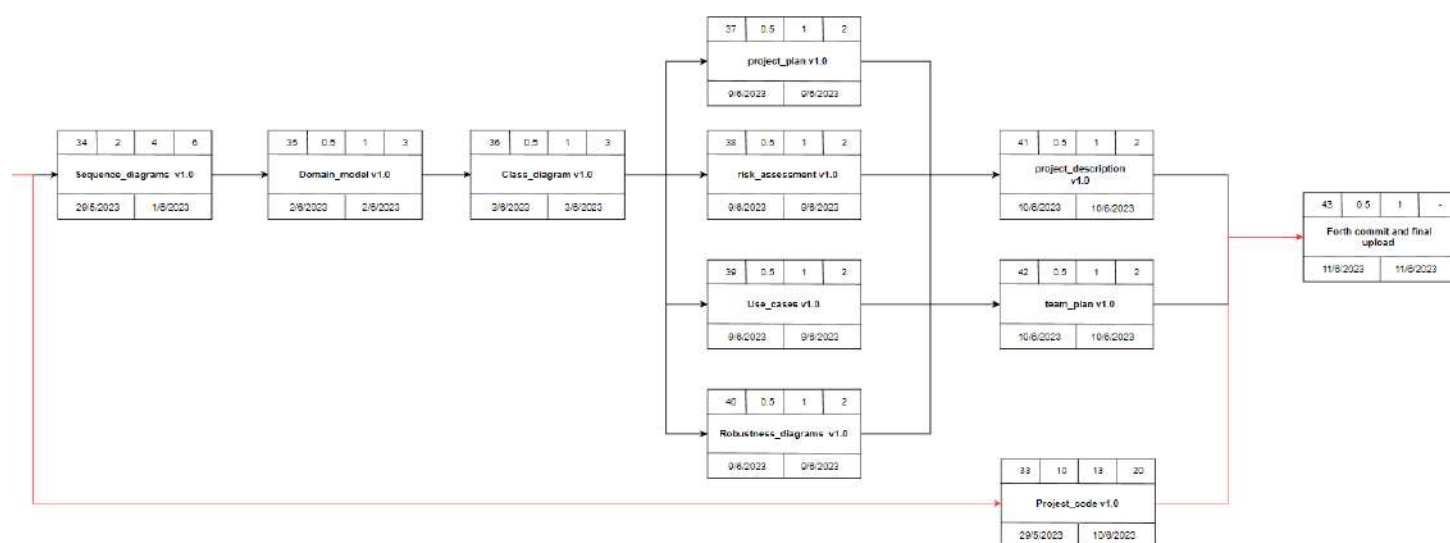 37 0.5 1 2
project_plan v1.0
9/6/2023 9/6/2023
34 2 4 6
Sequence_diagrams v1.0
29/5/2023 1/6/2023
35 0.5 1 3
Domain_model v1.0
2/6/2023 2/6/2023
36 0.5 1 3
Class_diagram v1.0
3/6/2023 3/6/2023
38 0.5 1 2
risk_assessment v1.0
9/6/2023 9/6/2023
41 0.5 1 2
project_description
v1.0
10/6/2023 10/6/2023
43 0.5 1 -
Forth commit and final
upload
11/6/2023 11/6/2023
39 0.5 1 2
Use_cases v1.0
9/6/2023 9/6/2023
42 0.5 1 2
team_plan v1.0
10/6/2023 10/6/2023
40 0.5 1 2
Robustness_diagrams v1.0
9/6/2023 9/6/2023
33 10 13 20
Project_code v1.0
29/5/2023 10/6/2023